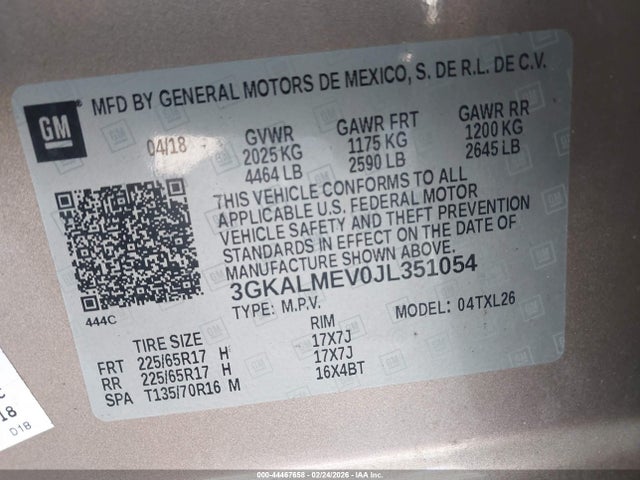 GM
MFD BY GENERAL MOTORS DE MEXICO, S. DE R.L. DE C.V.
04/18 GVWR GAWR FRT GAWR RR
2025 KG 1175 KG 1200 KG
4464 LB 2590 LB 2645 LB
THIS VEHICLE CONFORMS TO ALL
APPLICABLE U.S. FEDERAL MOTOR
VEHICLE SAFETY AND THEFT PREVENTION
STANDARDS IN EFFECT ON THE DATE OF
MANUFACTURE SHOWN ABOVE.
3GKALMEV0JL351054
TYPE: M.P.V. MODEL: 04TXL26
444C
TIRE SIZE RIM
FRT 225/65R17 H 17X7J
RR 225/65R17 H 17X7J
SPA T135/70R16 M 16X4BT
18
01B
000-44467658 - 02/24/2026 - IAAI, Inc.